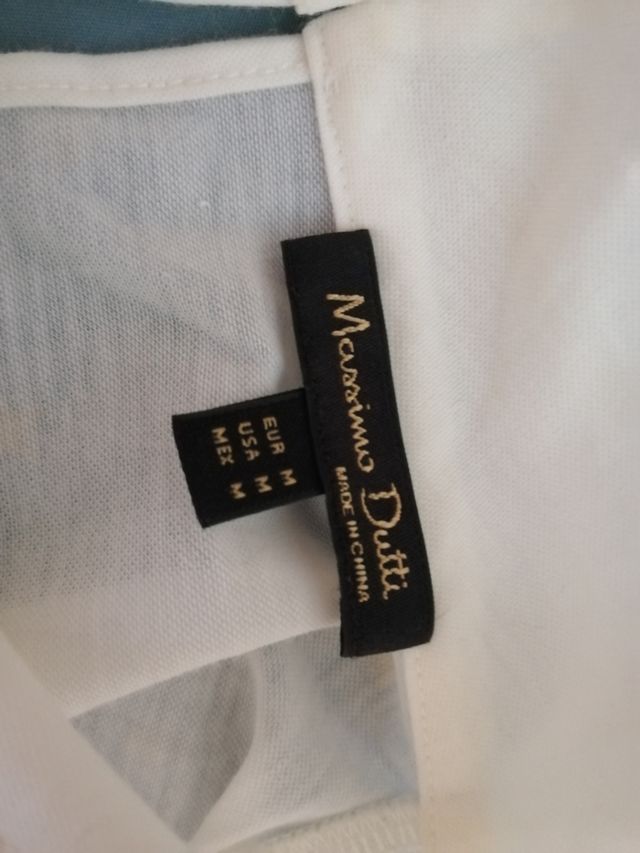 Massimo Dutti
MADE IN CHINA
EUR M
USA M
MEX M